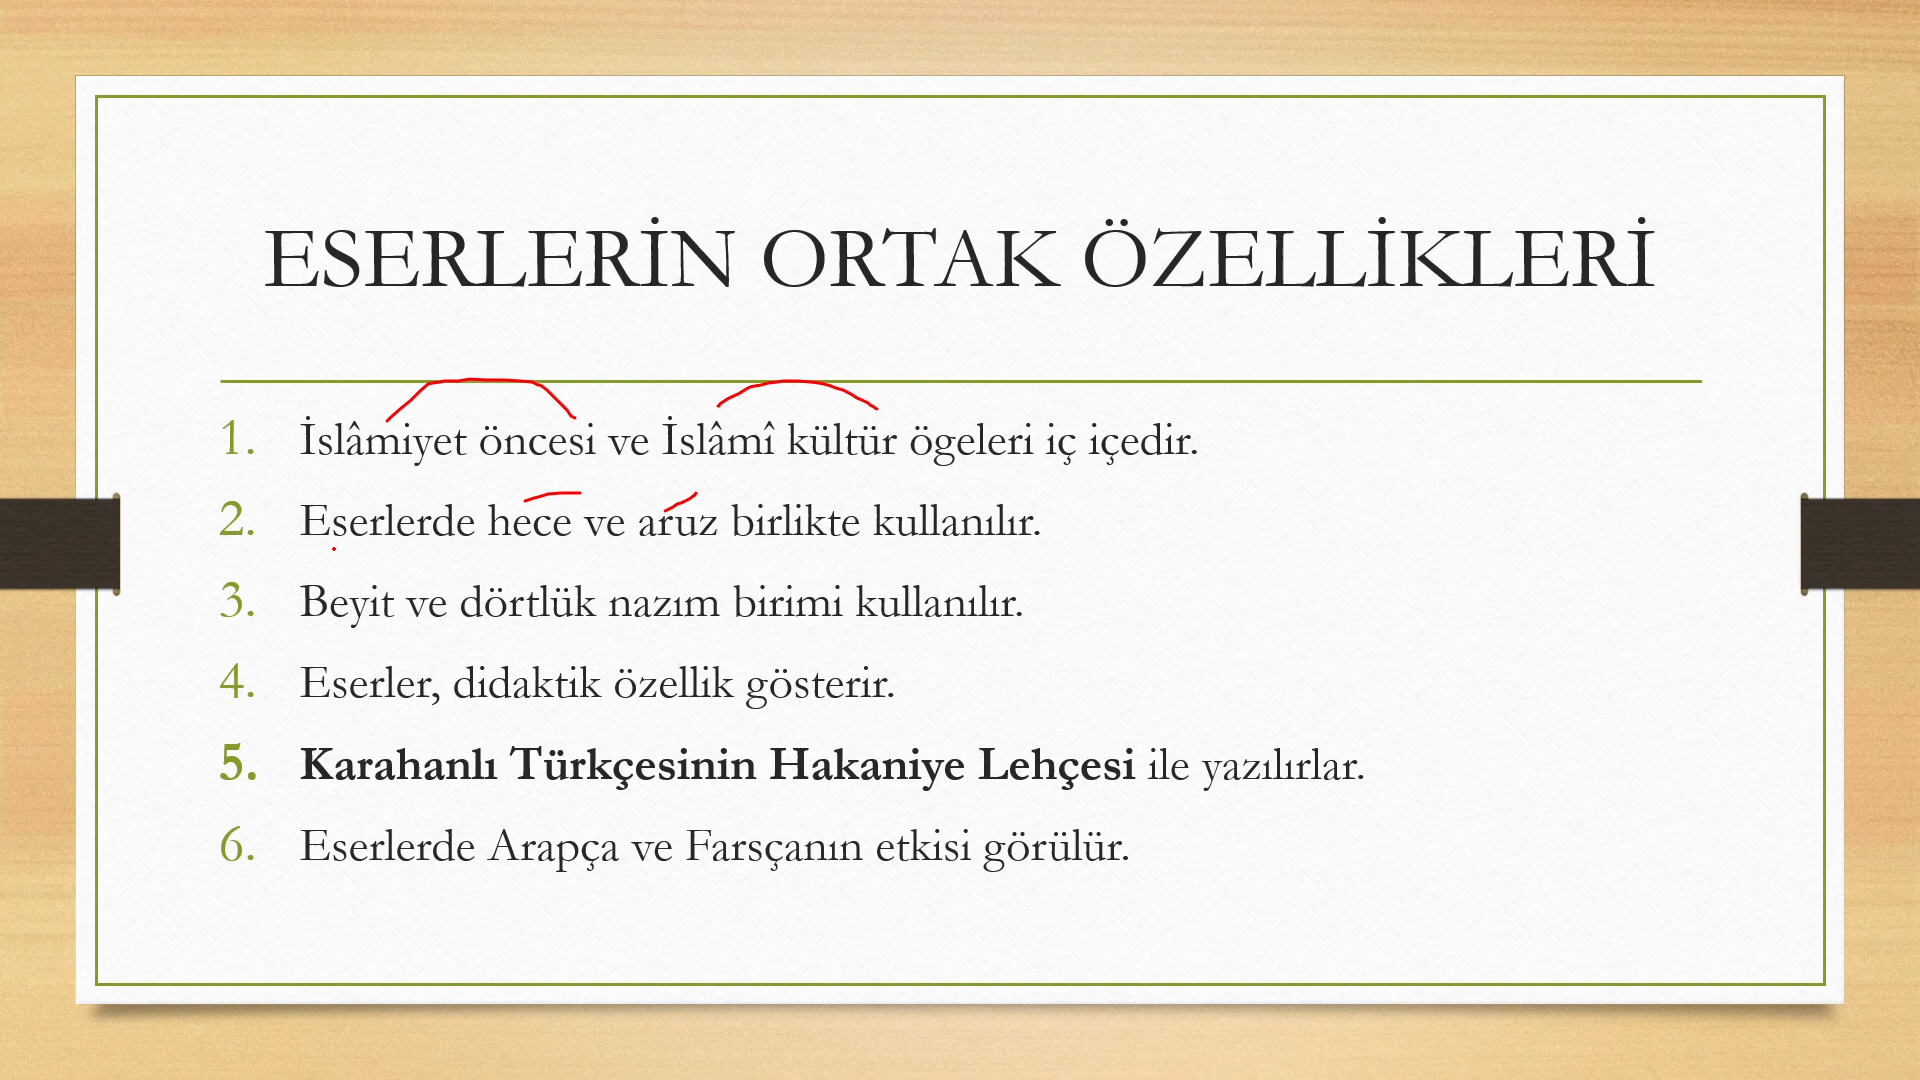 ESERLERİN ORTAK ÖZELLİKLERİ
1. İslâmiyet öncesi ve İslâmî kültür ögeleri iç içedir.
2. Eserlerde hece ve aruz birlikte kullanılır.
3. Beyit ve dörtlük nazım birimi kullanılır.
4. Eserler, didaktik özellik gösterir.
5. Karahanlı Türkçesinin Hakaniye Lehçesi ile yazılırlar.
6. Eserlerde Arapça ve Farsçanın etkisi görülür.